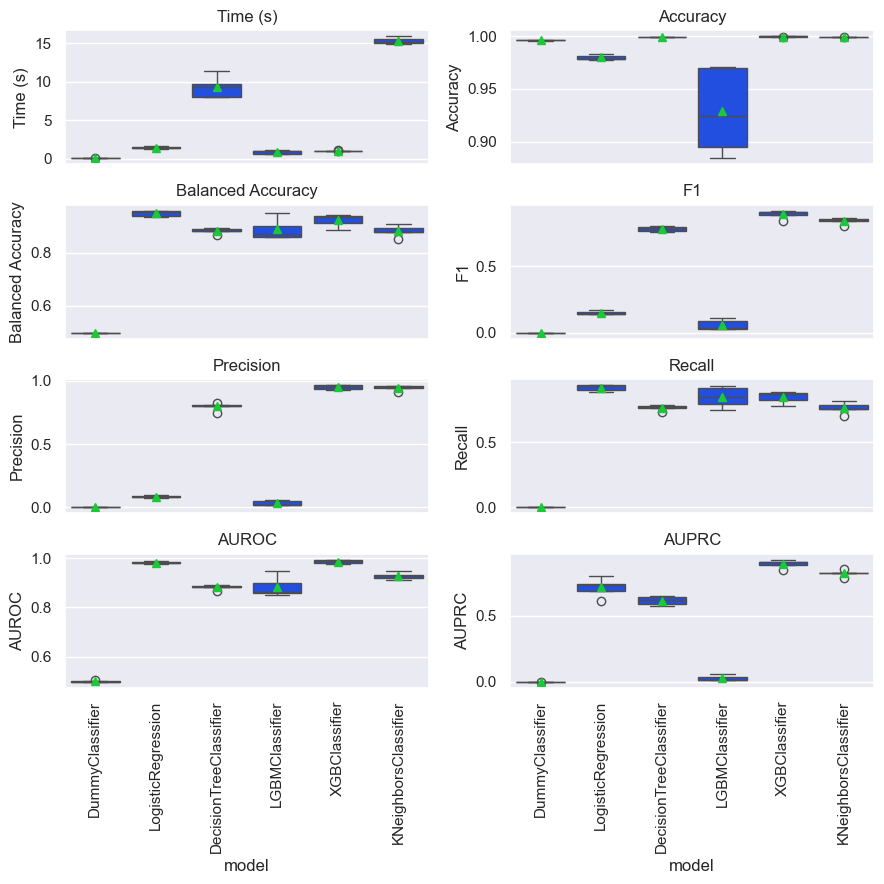 Time (s)
Time (s)
15
10
5
0
Accuracy
Accuracy
1.00
0.95
0.90
Balanced Accuracy
Balanced Accuracy
0.8
0.6
F1
F1
0.5
0.0
Precision
Precision
1.0
0.5
0.0
Recall
Recall
0.5
0.0
AUROC
AUROC
1.0
0.8
0.6
AUPRC
AUPRC
0.5
0.0
DummyClassifier
LogisticRegression
DecisionTreeClassifier
LGBMClassifier
XGBClassifier
KNeighborsClassifier
model
DummyClassifier
LogisticRegression
DecisionTreeClassifier
LGBMClassifier
XGBClassifier
KNeighborsClassifier
model